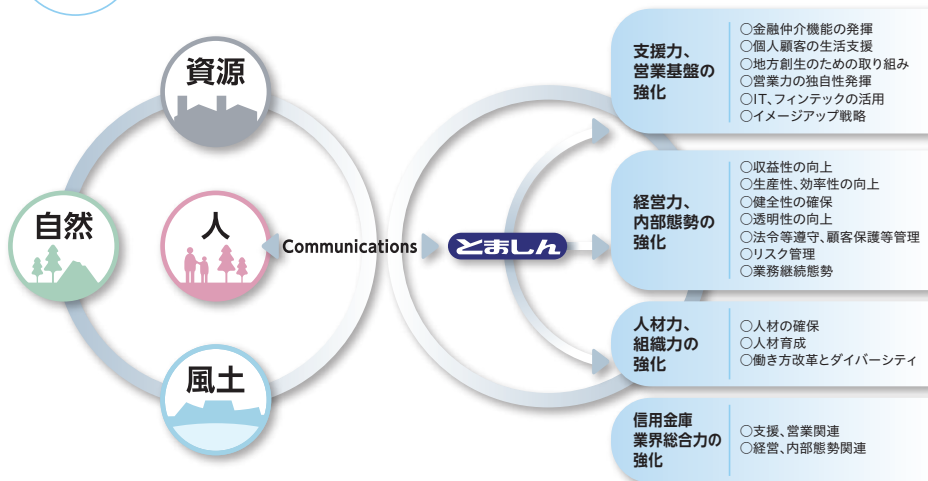 資源
自然
人
風土
Communications
とましん
支援力、
営業基盤の
強化
○金融仲介機能の発揮
○個人顧客の生活支援
○地方創生のための取り組み
○営業力の独自性発揮
○IT、フィンテックの活用
○イメージアップ戦略
経営力、
内部態勢の
強化
○収益性の向上
○生産性、効率性の向上
○健全性の確保
○透明性の向上
○法令等遵守、顧客保護等管理
○リスク管理
○業務継続態勢
人材力、
組織力の
強化
○人材の確保
○人材育成
○働き方改革とダイバーシティ
信用金庫
業界総合力の
強化
○支援、営業関連
○経営、内部態勢関連